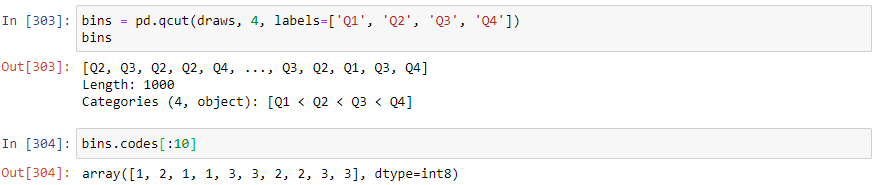 In [303]: bins = pd.qcut(draws, 4, labels=['Q1', 'Q2', 'Q3', 'Q4'])
bins
Out[303]: [Q2, Q3, Q2, Q2, Q4, ..., Q3, Q2, Q1, Q3, Q4]
Length: 1000
Categories (4, object): [Q1 < Q2 < Q3 < Q4]
In [304]: bins.codes[:10]
Out[304]: array([1, 2, 1, 1, 3, 3, 2, 2, 3, 3], dtype=int8)